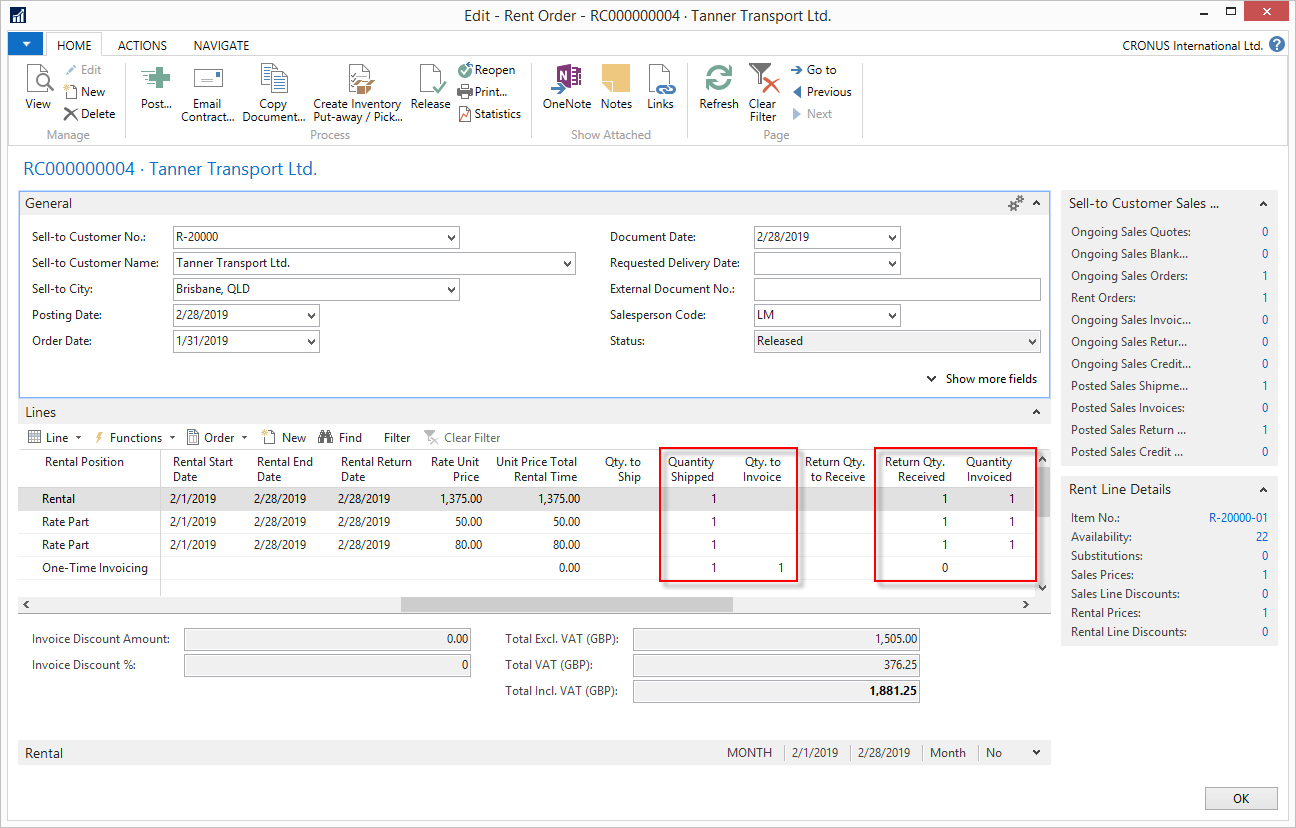 Edit - Rent Order - RC000000004 · Tanner Transport Ltd.
HOME ACTIONS NAVIGATE CRONUS International Ltd. ?
View Edit New Delete
Manage
Post... Email Contract... Copy Document... Create Inventory Put-away / Pick... Release Reopen Print... Statistics
Process
OneNote Notes Links
Show Attached
Refresh Clear Filter Go to Previous Next
Page
RC000000004 · Tanner Transport Ltd.
General
Sell-to Customer No.: R-20000
Sell-to Customer Name: Tanner Transport Ltd.
Sell-to City: Brisbane, QLD
Posting Date: 2/28/2019
Order Date: 1/31/2019
Document Date: 2/28/2019
Requested Delivery Date:
External Document No.:
Salesperson Code: LM
Status: Released
Show more fields
Lines
Line Functions Order New Find Filter Clear Filter
Rental Position Rental Start Date Rental End Date Rental Return Date Rate Unit Price Unit Price Total Rental Time Qty. to Ship Quantity Shipped Qty. to Invoice Return Qty. to Receive Return Qty. Received Quantity Invoiced
Rental 2/1/2019 2/28/2019 2/28/2019 1,375.00 1,375.00 1 1 1
Rate Part 2/1/2019 2/28/2019 2/28/2019 50.00 50.00 1 1 1
Rate Part 2/1/2019 2/28/2019 2/28/2019 80.00 80.00 1 1 1
One-Time Invoicing 0.00 1 1 0
Invoice Discount Amount: 0.00
Invoice Discount %: 0
Total Excl. VAT (GBP): 1,505.00
Total VAT (GBP): 376.25
Total Incl. VAT (GBP): 1,881.25
Rental MONTH 2/1/2019 2/28/2019 Month No
Sell-to Customer Sales ...
Ongoing Sales Quotes: 0
Ongoing Sales Blank... 0
Ongoing Sales Orders: 1
Rent Orders: 1
Ongoing Sales Invoic... 0
Ongoing Sales Retur... 0
Ongoing Sales Credit... 0
Posted Sales Shipme... 1
Posted Sales Invoices: 0
Posted Sales Return ... 1
Posted Sales Credit ... 0
Rent Line Details
Item No.: R-20000-01
Availability: 22
Substitutions: 0
Sales Prices: 1
Sales Line Discounts: 0
Rental Prices: 1
Rental Line Discounts: 0
OK